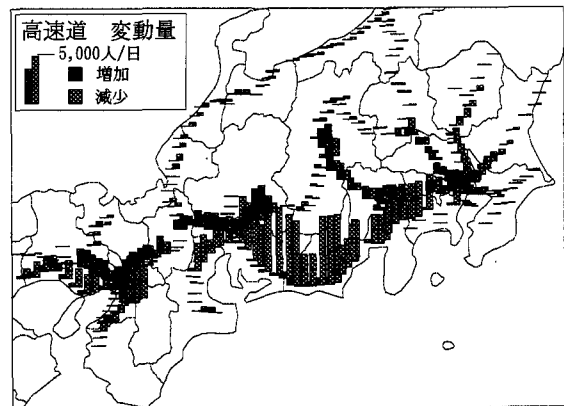 高速道 変動量
5,000人/日
増加
減少